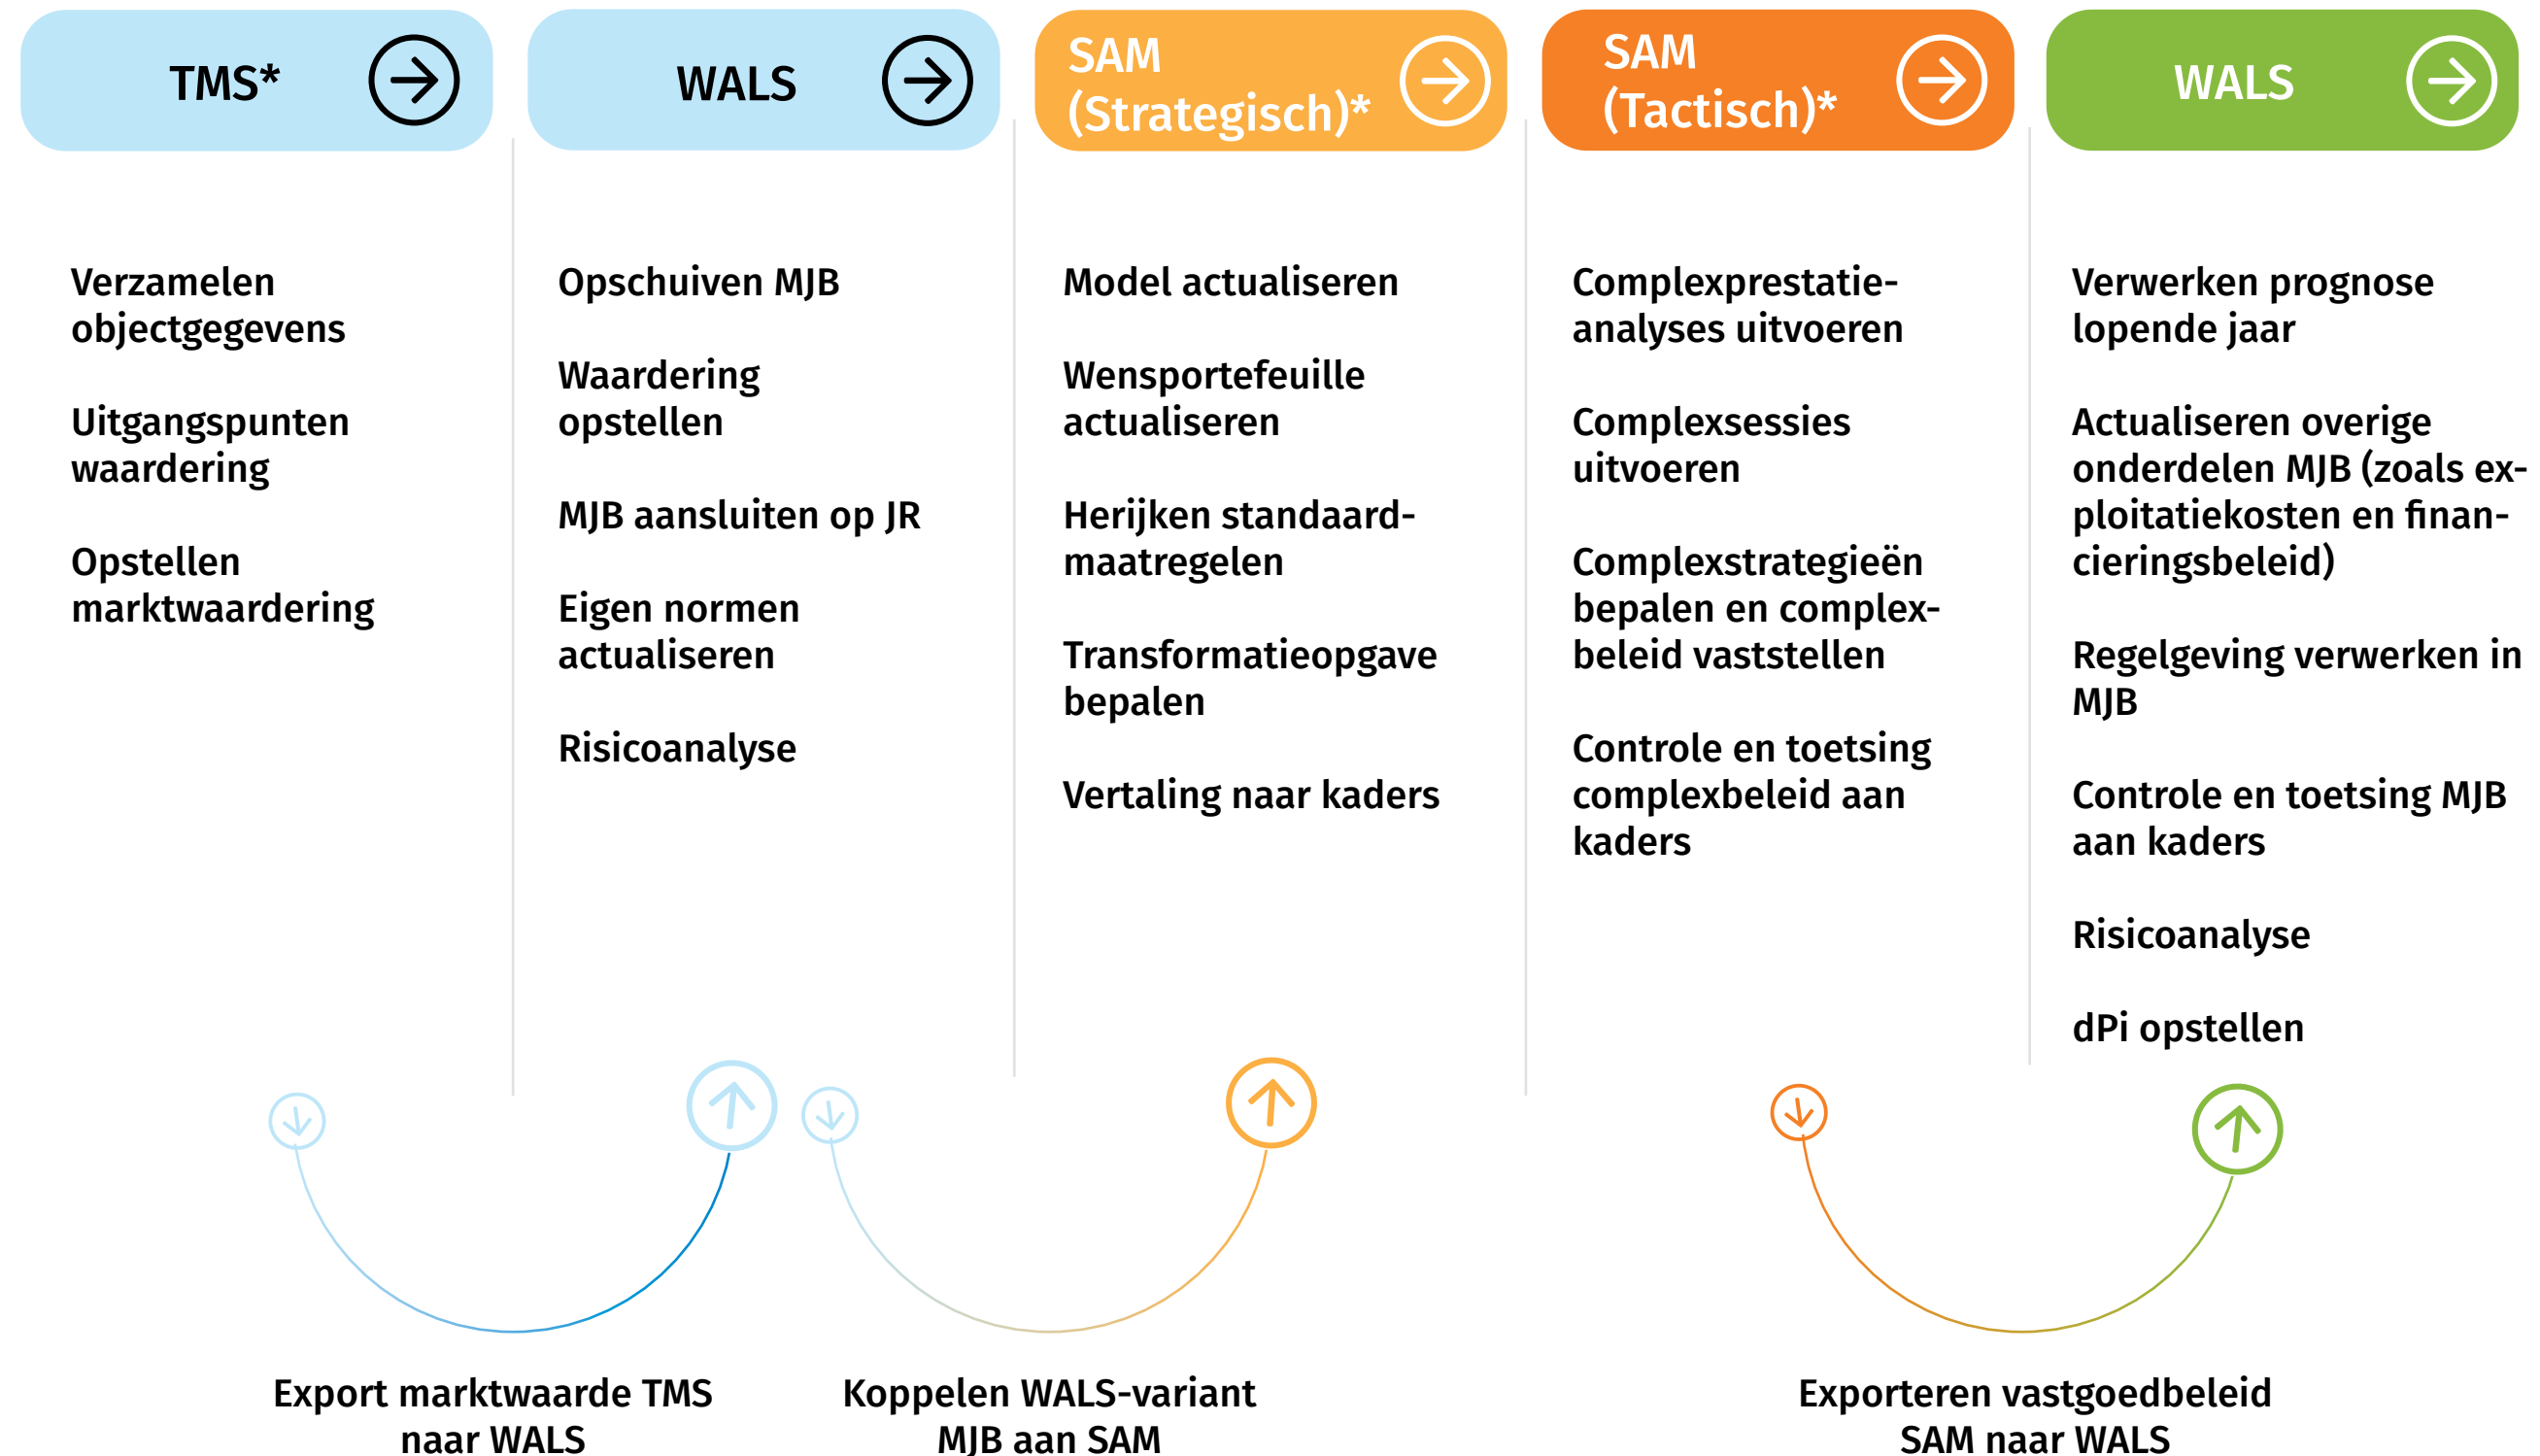 TMS*
WALS
SAM
(Strategisch)*
SAM
(Tactisch)*
WALS
Verzamelen
objectgegevens
Uitgangspunten
waardering
Opstellen
marktwaardering
Opschuiven MJB
Waardering
opstellen
MJB aansluiten op JR
Eigen normen
actualiseren
Risicoanalyse
Model actualiseren
Wensportefeuille
actualiseren
Herijken standaard-
maatregelen
Transformatieopgave
bepalen
Vertaling naar kaders
Complexprestatie-
analyses uitvoeren
Complexsessies
uitvoeren
Complexstrategieën
bepalen en complex-
beleid vaststellen
Controle en toetsing
complexbeleid aan
kaders
Verwerken prognose
lopende jaar
Actualiseren overige
onderdelen MJB (zoals ex-
ploitatiekosten en finan-
cieringsbeleid)
Regelgeving verwerken in
MJB
Controle en toetsing MJB
aan kaders
Risicoanalyse
dPi opstellen
Export marktwaarde TMS
naar WALS
Koppelen WALS-variant
MJB aan SAM
Exporteren vastgoedbeleid
SAM naar WALS